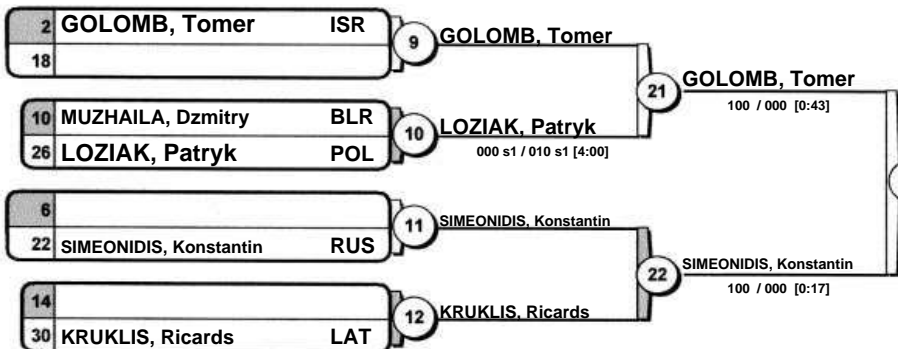 2 GOLOMB, Tomer ISR
18
9 GOLOMB, Tomer
10 MUZHAILA, Dzmitry BLR
26 LOZIAK, Patryk POL
10 LOZIAK, Patryk
000 s1 / 010 s1 [4:00]
21 GOLOMB, Tomer
100 / 000 [0:43]
6
22 SIMEONIDIS, Konstantin RUS
11 SIMEONIDIS, Konstantin
14
30 KRUKLIS, Ricards LAT
12 KRUKLIS, Ricards
22 SIMEONIDIS, Konstantin
100 / 000 [0:17]